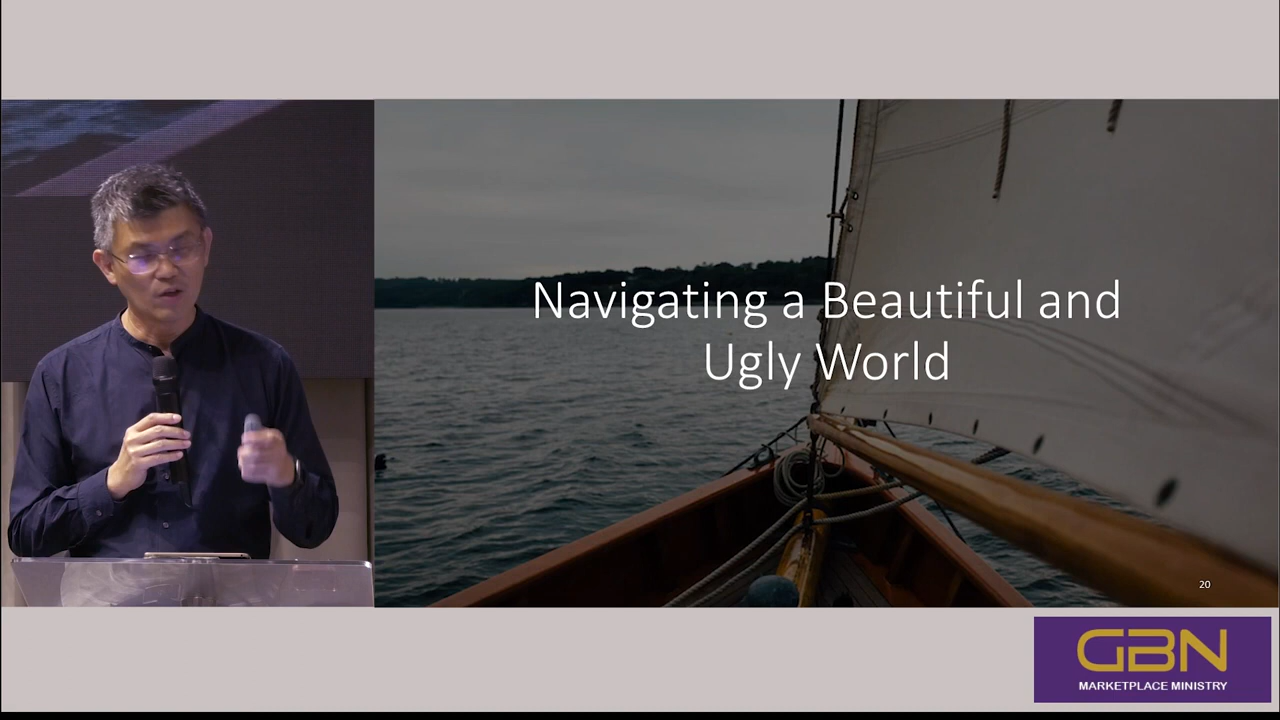 Navigating a Beautiful and
Ugly World
20
GBN
MARKETPLACE MINISTRY